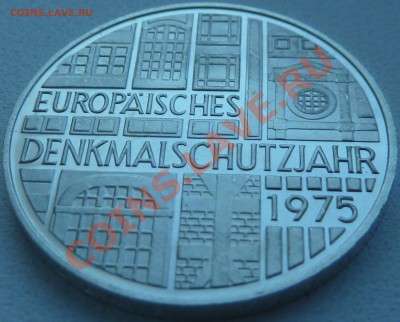 COINS.LAVE.RU
EUROPÄISCHES
DENKMALSCHUTZJAHR
1975
COINS.LAVE.RU